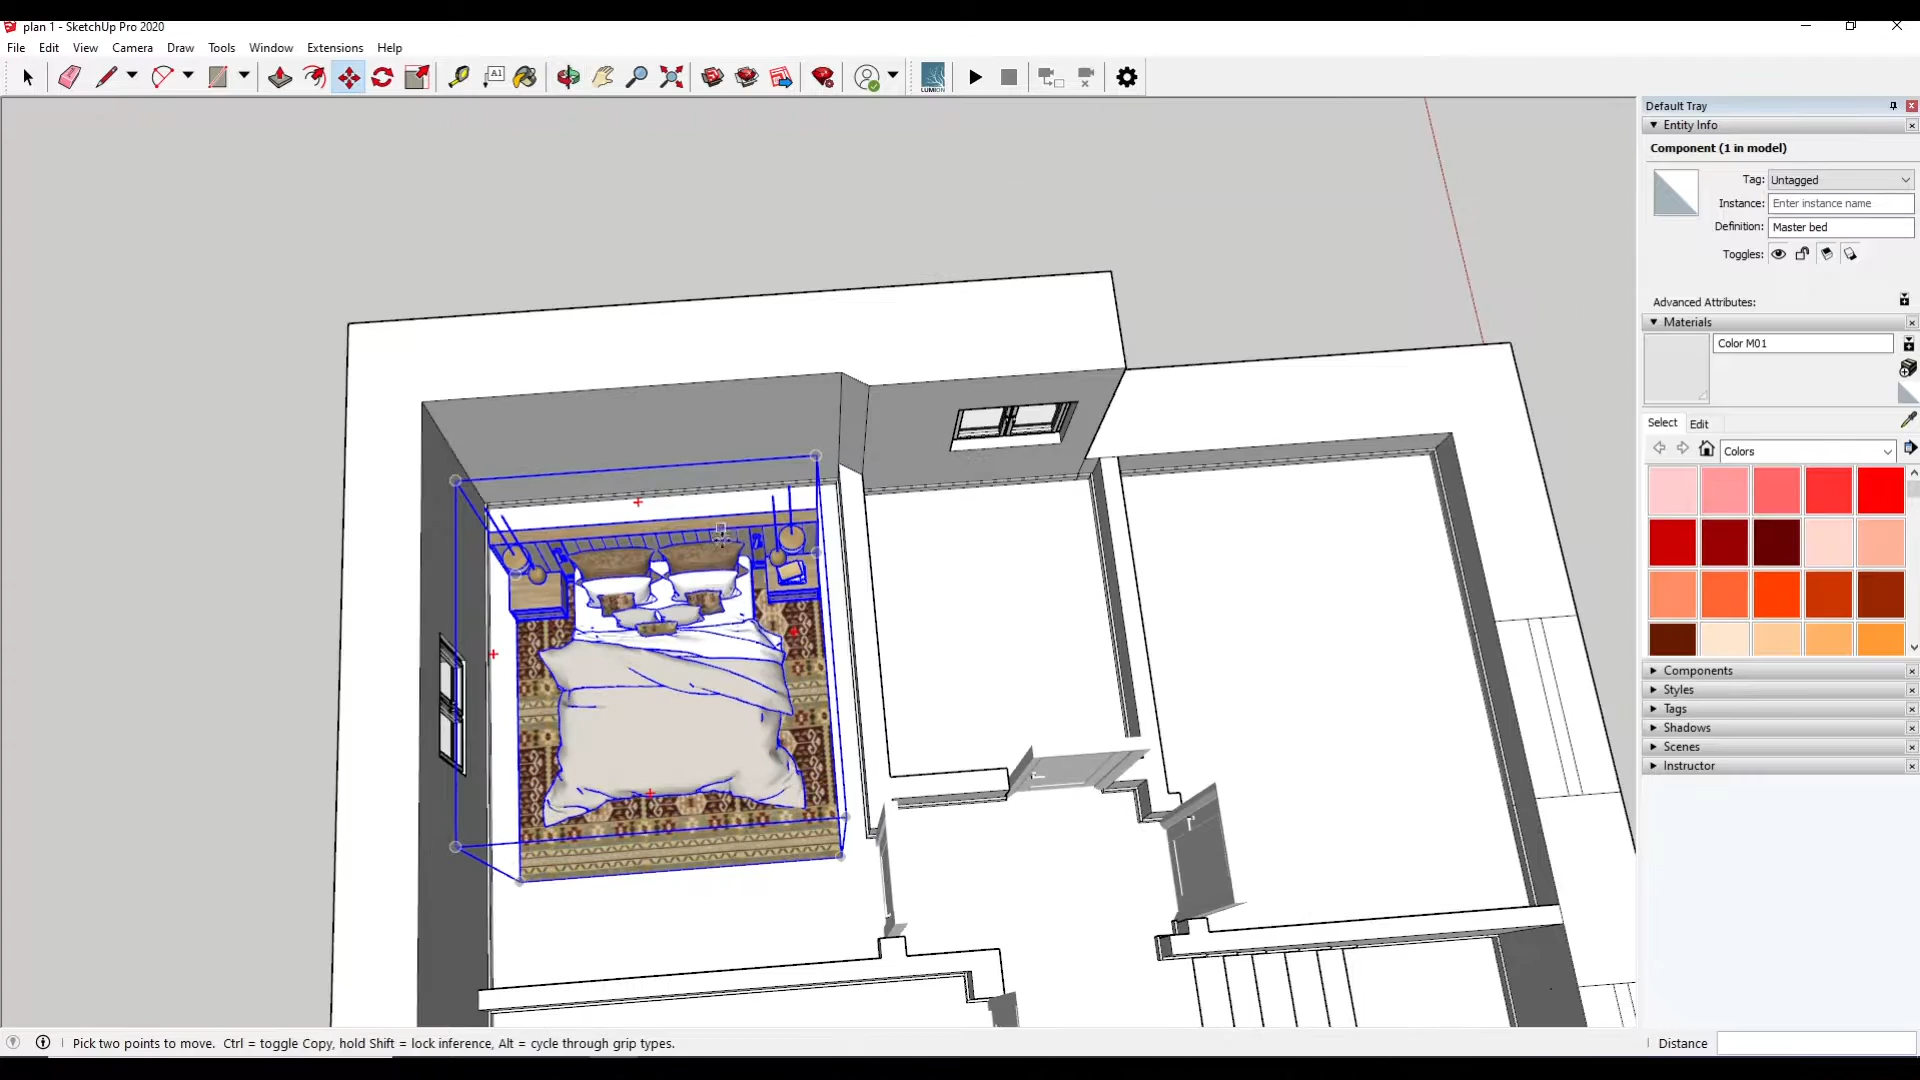 plan 1 - SketchUp Pro 2020
File Edit View Camera Draw Tools Window Extensions Help
A1
LUMION
Default Tray
Entity Info
Component (1 in model)
Tag: Untagged
Instance: Enter instance name
Definition: Master bed
Toggles:
Advanced Attributes:
Materials
Color M01
Select Edit
Colors
Components
Styles
Tags
Shadows
Scenes
Instructor
Pick two points to move. Ctrl = toggle Copy, hold Shift = lock inference, Alt = cycle through grip types.
Distance